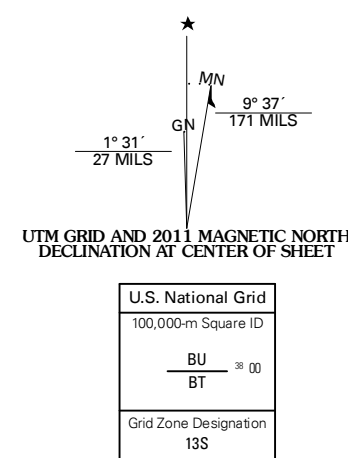 ★
MN
GN
9° 37´
171 MILS
1° 31´
27 MILS
UTM GRID AND 2011 MAGNETIC NORTH
DECLINATION AT CENTER OF SHEET
U.S. National Grid
100,000-m Square ID
BU
38 00
BT
Grid Zone Designation
13S